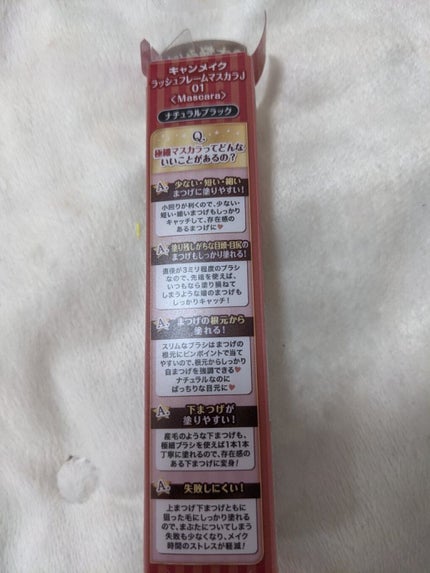 キャンメイク
ラッシュフレームマスカラJ
01
〈Mascara〉
ナチュラルブラック
Q.
極細マスカラってどんな
いいことがあるの？
A. 少ない・短い・細い
まつげに塗りやすい！
小回りが利くので、少ない・
短い・細いまつげもしっかり
キャッチして、存在感の
あるまつげに♥
A. 塗り残しがちな目頭・目尻の
まつげもしっかり塗れる！
直径が3ミリ程度のブラシ
なので、先端を使えば、
いつもなら塗り損ねて
しまうような端のまつげも
しっかりキャッチ！
A. まつげの根元から
塗れる！
スリムなブラシはまつげの
根元にピンポイントで当て
やすいので、根元からしっかり
自まつげを強調できる♥
ナチュラルなのに
ぱっちりな目元に♥
A. 下まつげが
塗りやすい！
産毛のような下まつげも、
極細ブラシを使えば1本1本
丁寧に塗れるので、存在感の
ある下まつげに変身！
A. 失敗しにくい！
上まつげ下まつげともに
狙った毛にしっかり塗れる
ので、まぶたについてしまう
失敗も少なくなり、メイク
時間のストレスが軽減！